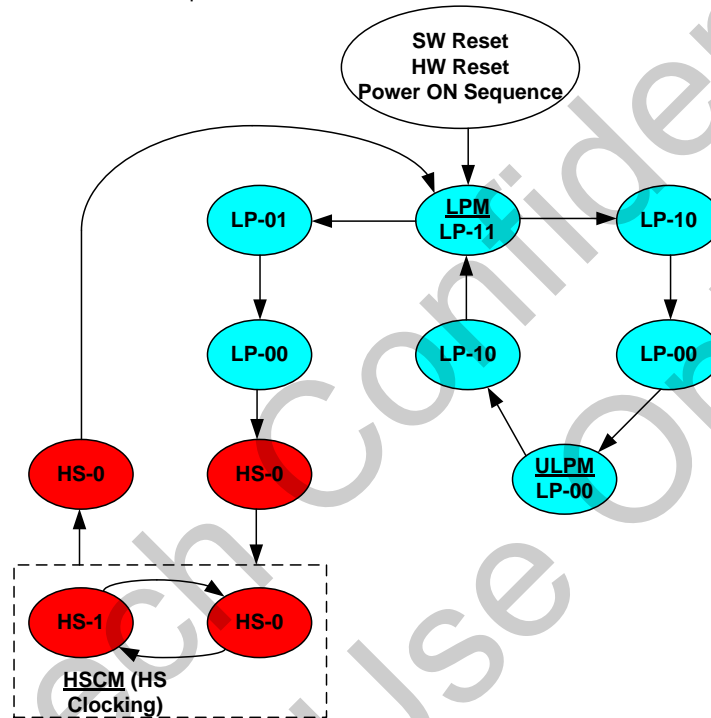 SW Reset
HW Reset
Power ON Sequence
LP-01
LPM
LP-11
LP-10
LP-00
LP-10
LP-00
HS-0
HS-0
ULPM
LP-00
HS-1
HS-0
HSCM (HS
Clocking)